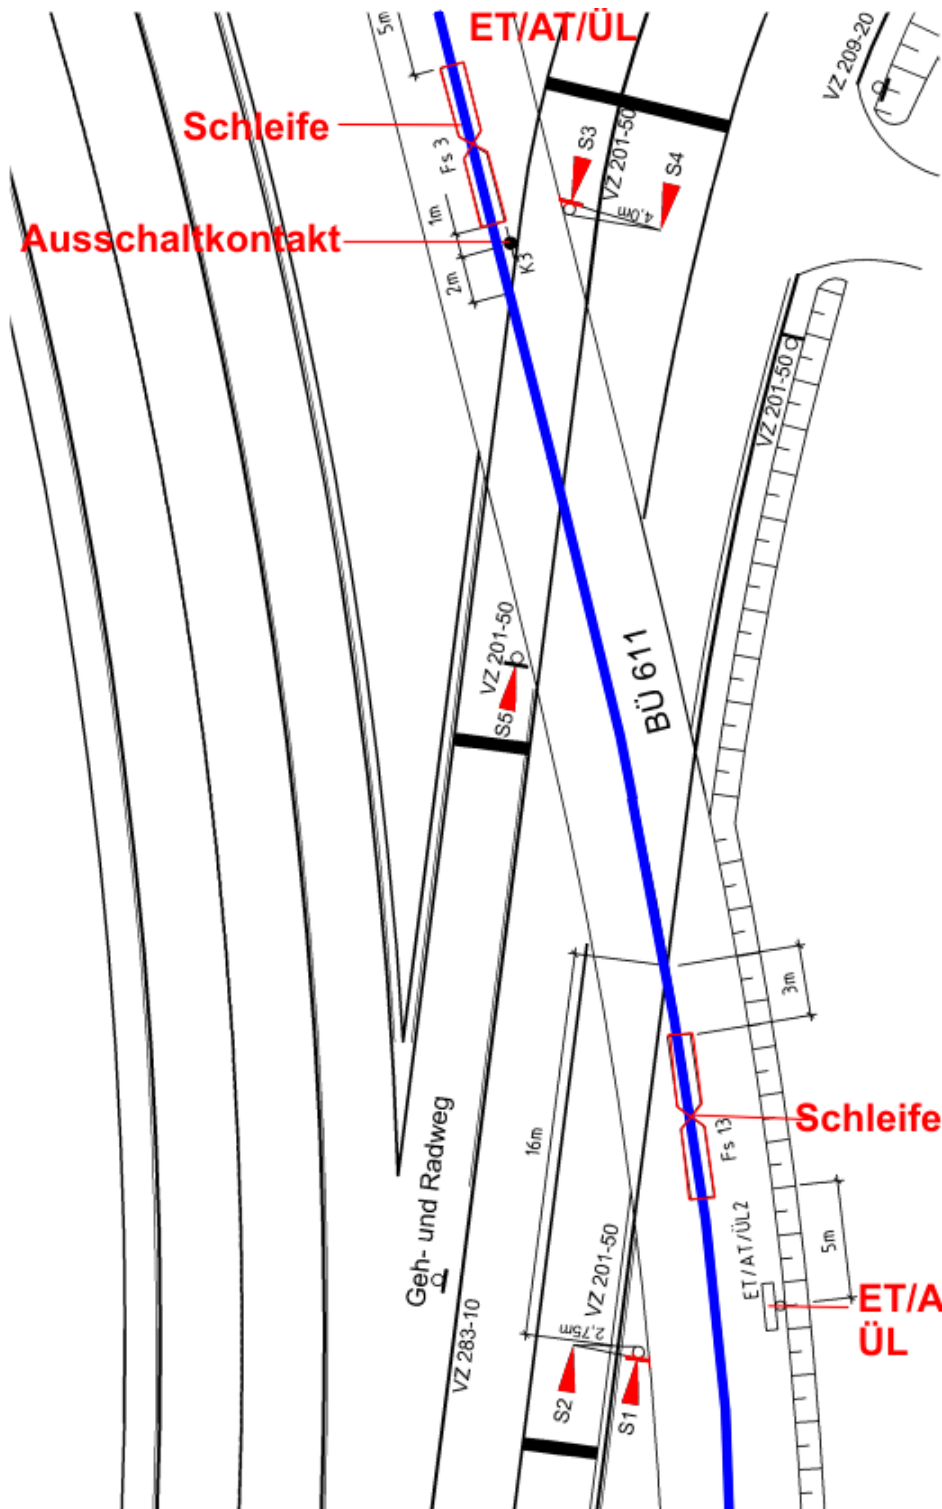 5m
ET/AT/ÜL
VZ 209-20
Schleife
Fs 3
S3
VZ 201-50
S4
4,0m
1m
Ausschaltkontakt
K3
2m
VZ 201-50
VZ 201-50
S5
BÜ 611
3m
Schleife
Fs 13
16m
Geh- und Radweg
ET/AT/ÜL2
5m
VZ 201-50
ET/A
ÜL
2,75m
VZ 283-10
S2
S1